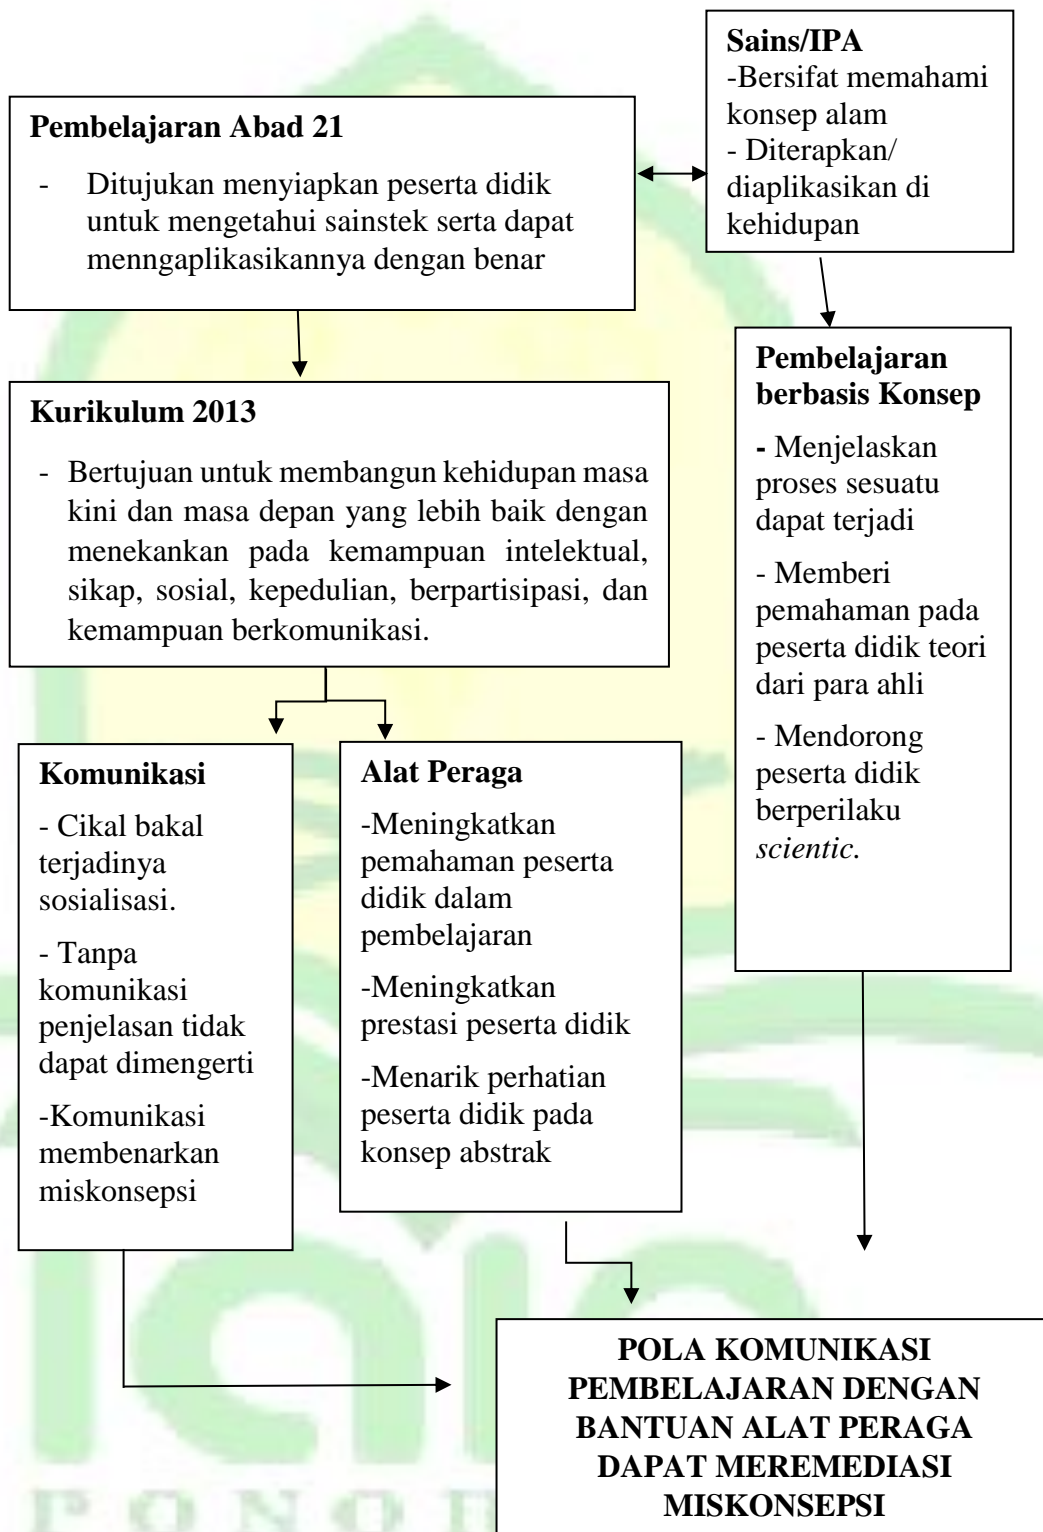 Sains/IPA
-Bersifat memahami
konsep alam
- Diterapkan/
diaplikasikan di
kehidupan
Pembelajaran Abad 21
- Ditujukan menyiapkan peserta didik
untuk mengetahui sainstek serta dapat
menngaplikasikannya dengan benar
Kurikulum 2013
- Bertujuan untuk membangun kehidupan masa
kini dan masa depan yang lebih baik dengan
menekankan pada kemampuan intelektual,
sikap, sosial, kepedulian, berpartisipasi, dan
kemampuan berkomunikasi.
Pembelajaran
berbasis Konsep
- Menjelaskan
proses sesuatu
dapat terjadi
- Memberi
pemahaman pada
peserta didik teori
dari para ahli
- Mendorong
peserta didik
berperilaku
scientic.
Komunikasi
- Cikal bakal
terjadinya
sosialisasi.
- Tanpa
komunikasi
penjelasan tidak
dapat dimengerti
-Komunikasi
membenarkan
miskonsepsi
Alat Peraga
-Meningkatkan
pemahaman peserta
didik dalam
pembelajaran
-Meningkatkan
prestasi peserta didik
-Menarik perhatian
peserta didik pada
konsep abstrak
POLA KOMUNIKASI
PEMBELAJARAN DENGAN
BANTUAN ALAT PERAGA
DAPAT MEREMEDIASI
MISKONSEPSI